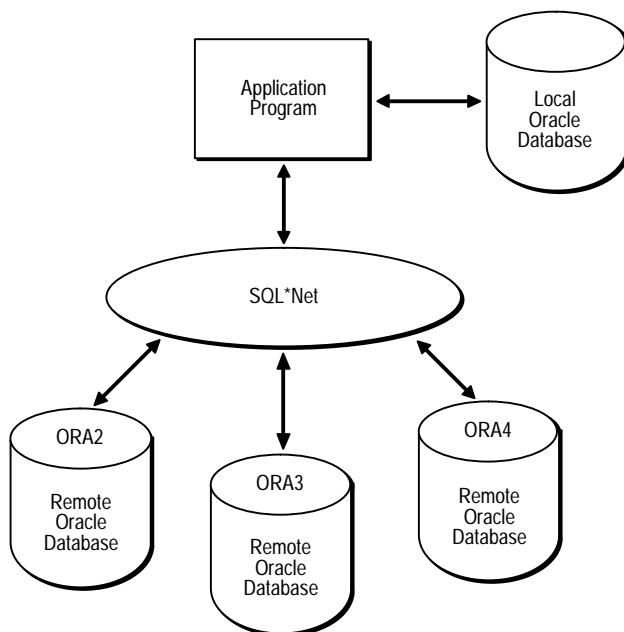 Application
Program
Local
Oracle
Database
SQL*Net
ORA2
Remote
Oracle
Database
ORA3
Remote
Oracle
Database
ORA4
Remote
Oracle
Database